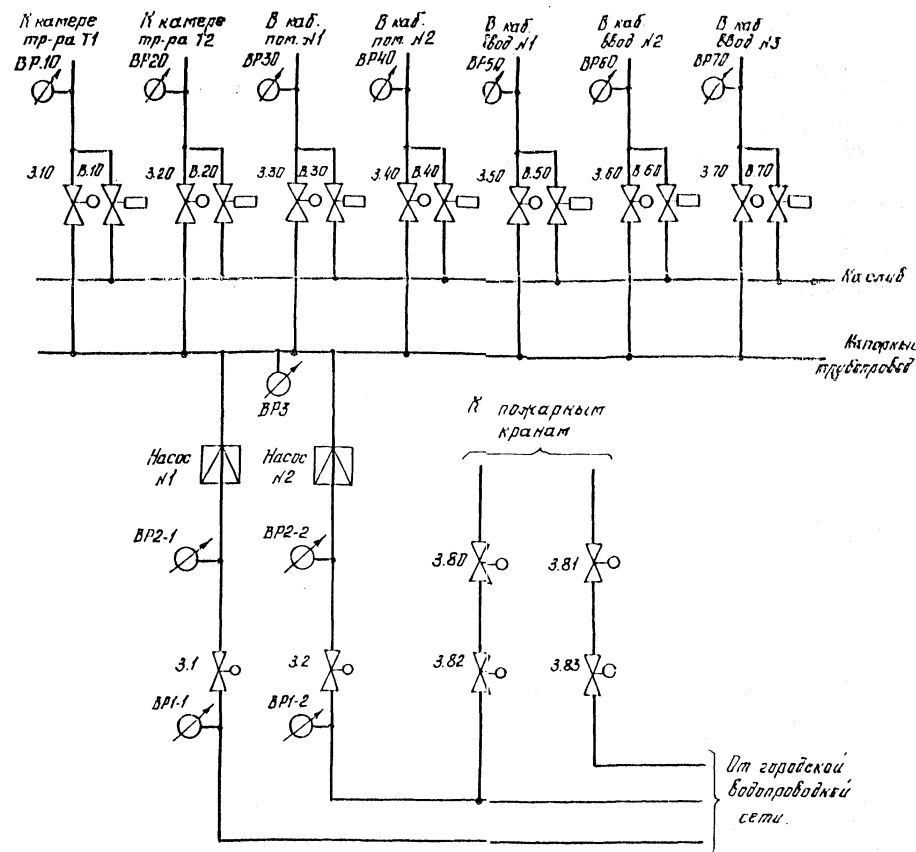 К камере
тр-ра Т1
К камере
тр-ра Т2
В каб.
пом. №1
В каб.
пом. №2
В каб.
ввод №1
В каб.
ввод №2
В каб
ввод №3
ВР.10
ВР20
ВР30
ВР40
ВР50
ВР60
ВР70
3.10
В.10
3.20
В.20
3.30
В.30
3.40
В.40
3.50
В.50
3.60
В.60
3.70
В.70
На слив
Напорный
трубопровод
ВР3
К пожарным
кранам
Насос
№1
Насос
№2
ВР2-1
ВР2-2
3.80
3.81
3.1
3.2
3.82
3.83
ВР1-1
ВР1-2
От городской
водопроводной
сети.